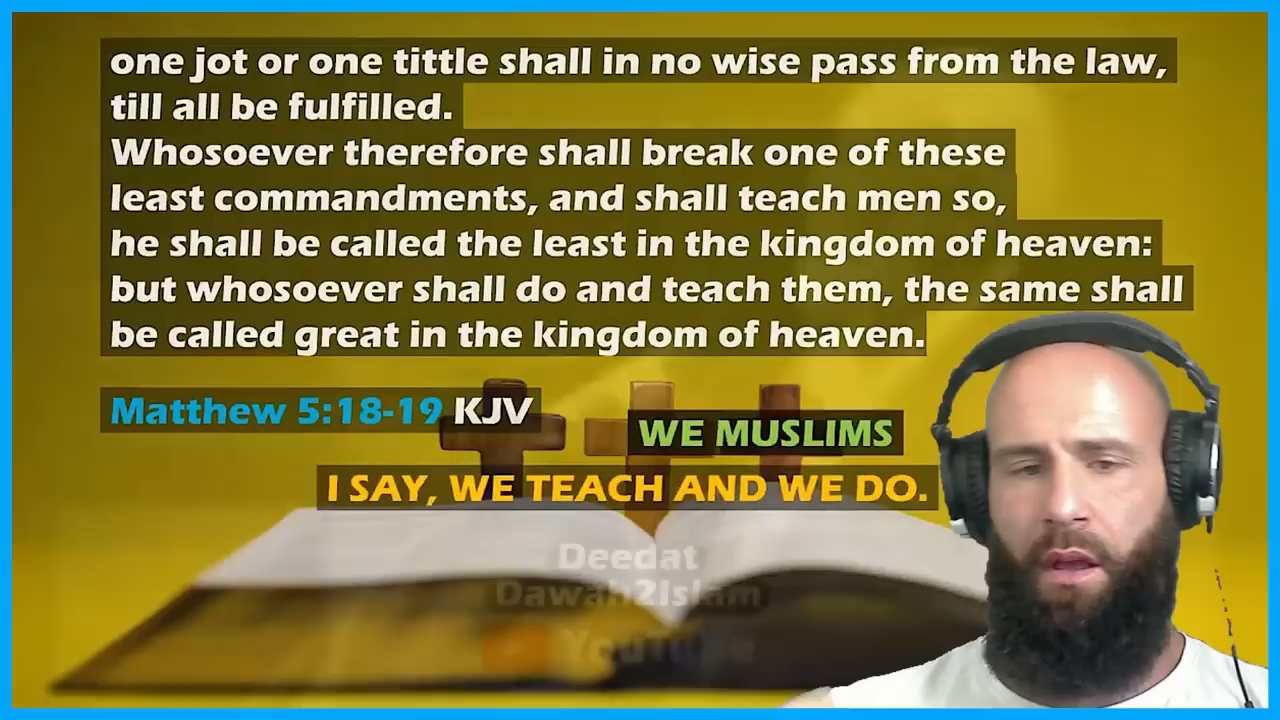 one jot or one tittle shall in no wise pass from the law,
till all be fulfilled.
Whosoever therefore shall break one of these
least commandments, and shall teach men so,
he shall be called the least in the kingdom of heaven:
but whosoever shall do and teach them, the same shall
be called great in the kingdom of heaven.
Matthew 5:18-19 KJV
WE MUSLIMS
I SAY, WE TEACH AND WE DO.
Deedat
Dawah2Islam
YouTube